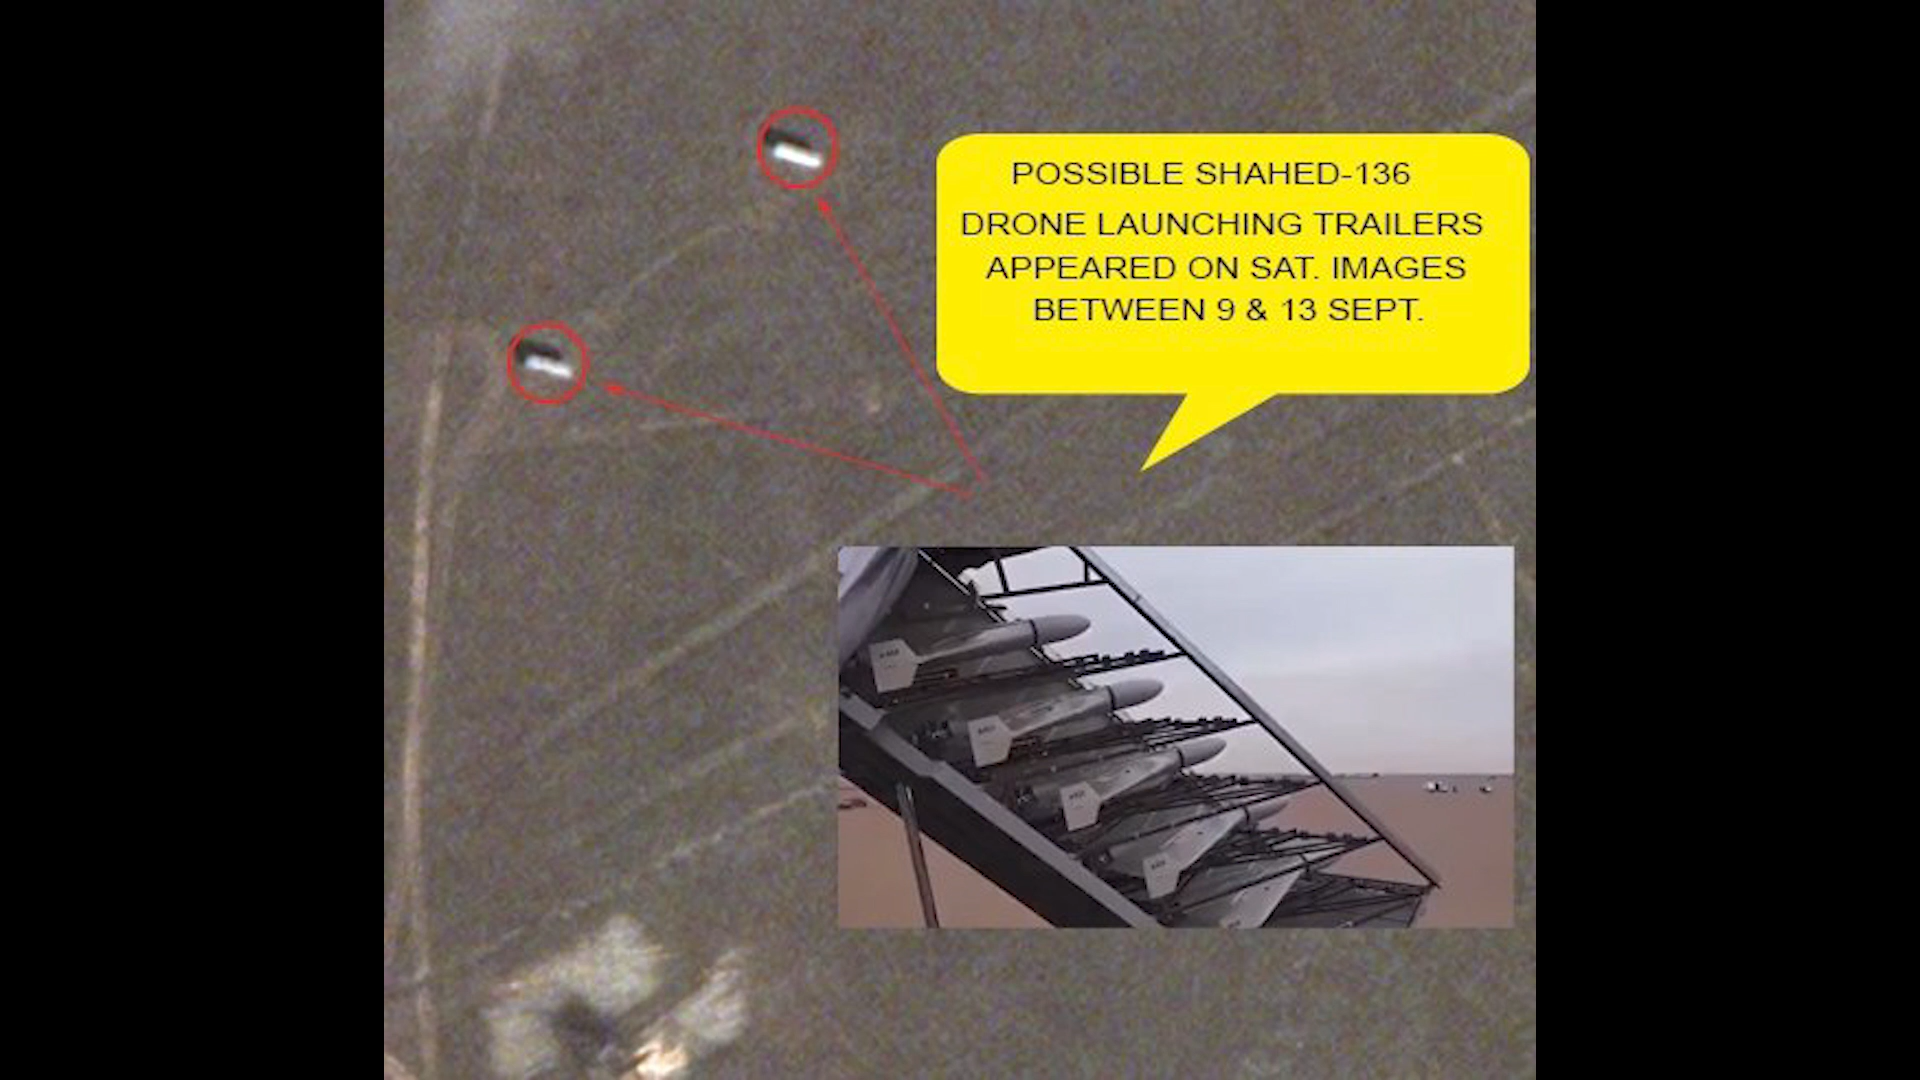 POSSIBLE SHAHED-136
DRONE LAUNCHING TRAILERS
APPEARED ON SAT. IMAGES
BETWEEN 9 & 13 SEPT.